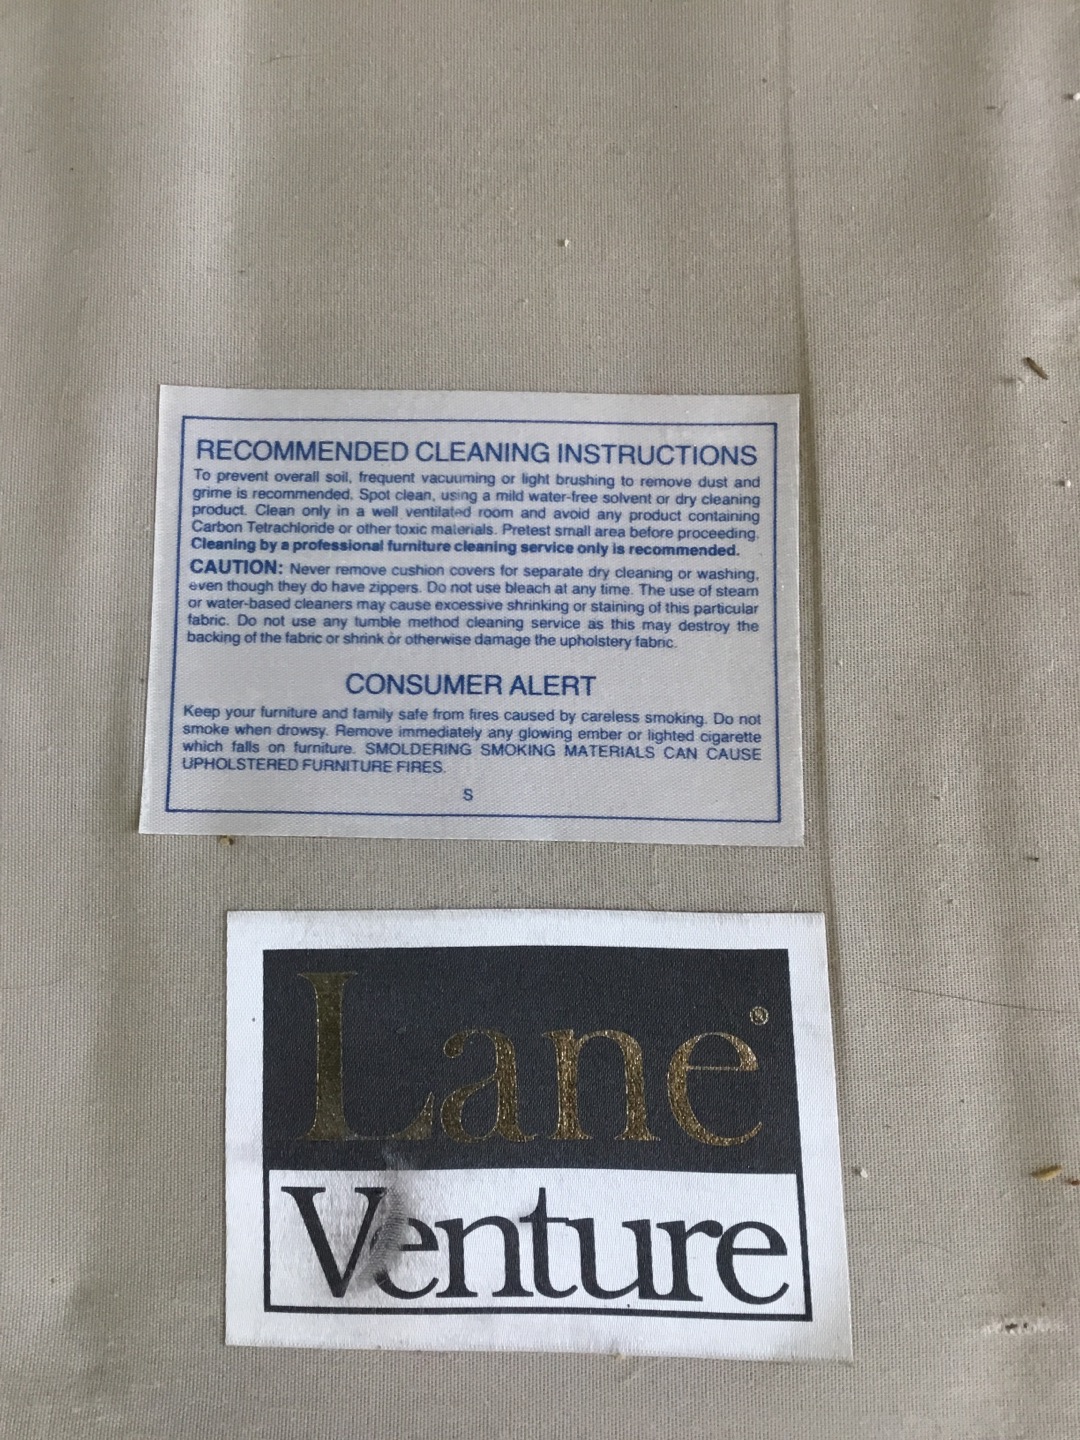 RECOMMENDED CLEANING INSTRUCTIONS
To prevent overall soil, frequent vacuuming or light brushing to remove dust and
grime is recommended. Spot clean, using a mild water-free solvent or dry cleaning
product. Clean only in a well ventilated room and avoid any product containing
Carbon Tetrachloride or other toxic materials. Pretest small area before proceeding.
Cleaning by a professional furniture cleaning service only is recommended.
CAUTION: Never remove cushion covers for separate dry cleaning or washing,
even though they do have zippers. Do not use bleach at any time. The use of steam
or water-based cleaners may cause excessive shrinking or staining of this particular
fabric. Do not use any tumble method cleaning service as this may destroy the
backing of the fabric or shrink or otherwise damage the upholstery fabric.
CONSUMER ALERT
Keep your furniture and family safe from fires caused by careless smoking. Do not
smoke when drowsy. Remove immediately any glowing ember or lighted cigarette
which falls on furniture. SMOLDERING SMOKING MATERIALS CAN CAUSE
UPHOLSTERED FURNITURE FIRES.
S
Lane®
Venture